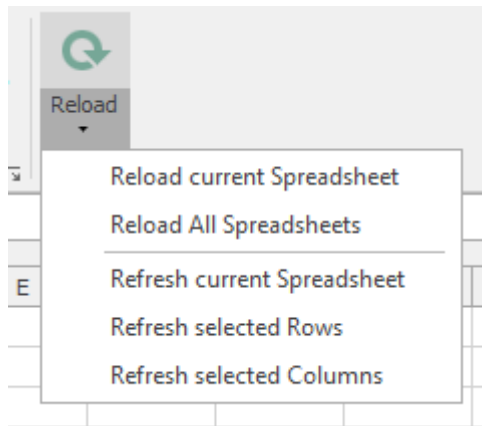 Reload
Reload current Spreadsheet
Reload All Spreadsheets
Refresh current Spreadsheet
E
Refresh selected Rows
Refresh selected Columns